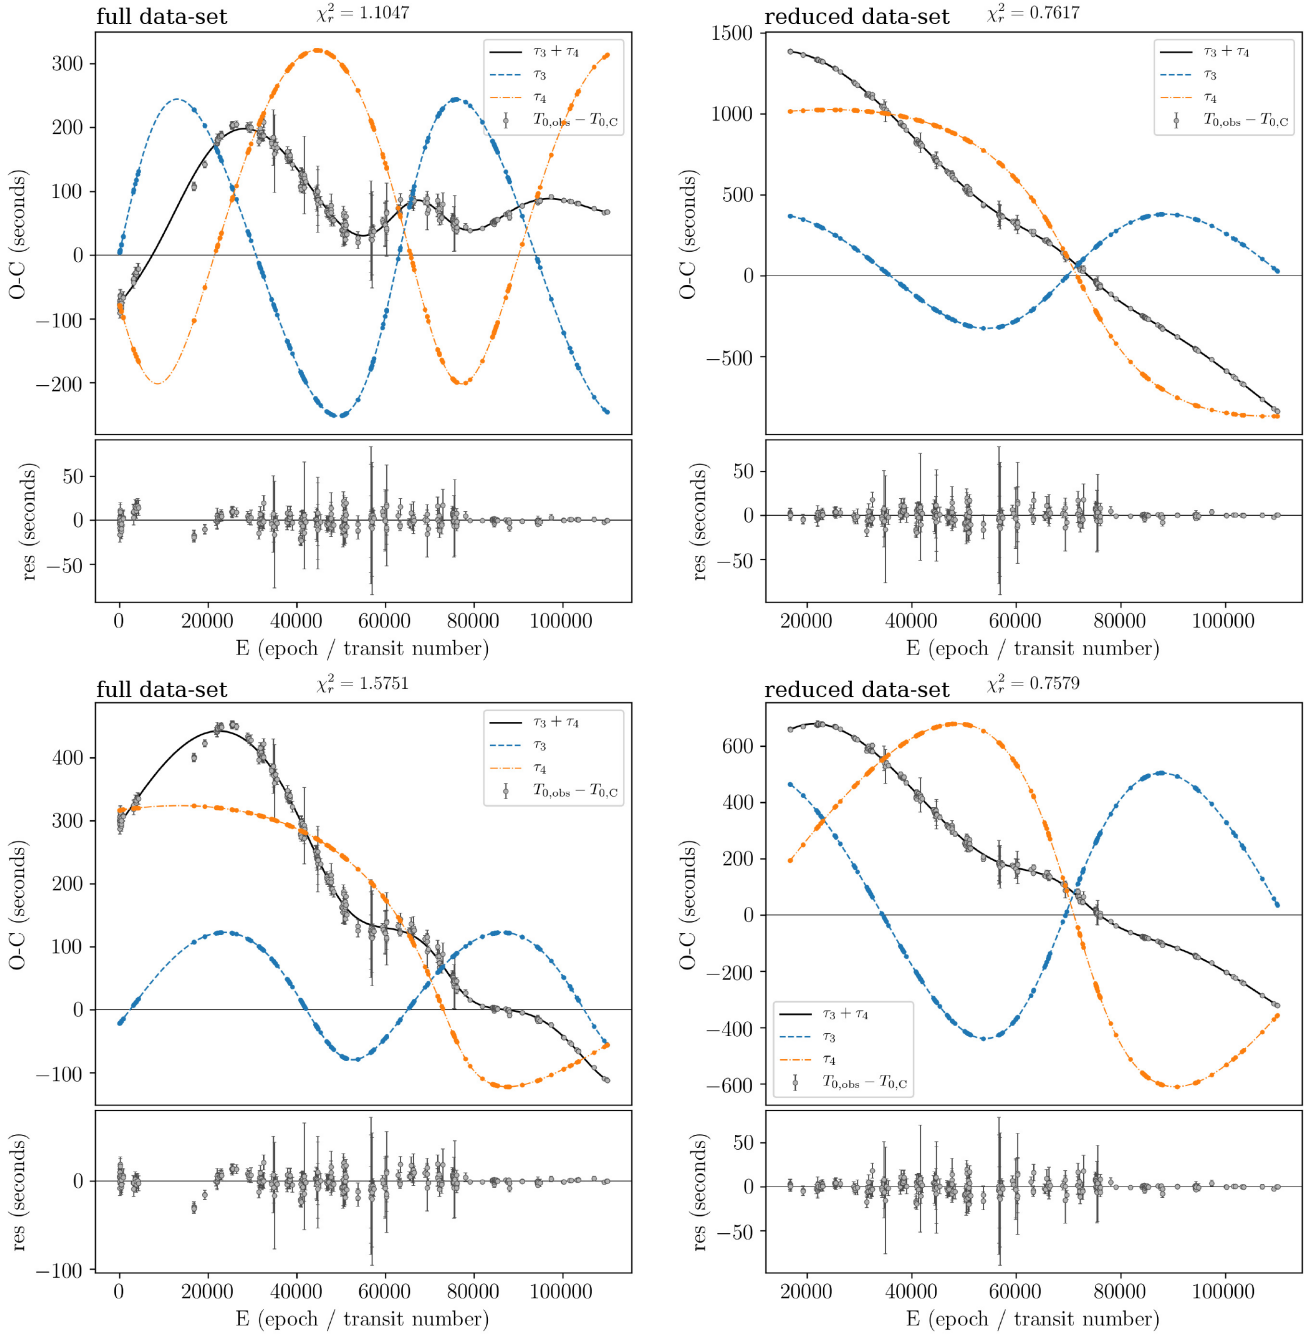 full data-set χ²ᵣ = 1.1047
300
200
100
0
−100
−200
O-C (seconds)
τ₃ + τ₄
τ₃
τ₄
T₀,obs − T₀,C
50
0
−50
res (seconds)
0 20000 40000 60000 80000 100000
E (epoch / transit number)
reduced data-set χ²ᵣ = 0.7617
1500
1000
500
0
−500
O-C (seconds)
τ₃ + τ₄
τ₃
τ₄
T₀,obs − T₀,C
50
0
−50
res (seconds)
20000 40000 60000 80000 100000
E (epoch / transit number)
full data-set χ²ᵣ = 1.5751
400
300
200
100
0
−100
O-C (seconds)
τ₃ + τ₄
τ₃
τ₄
T₀,obs − T₀,C
0
−100
res (seconds)
0 20000 40000 60000 80000 100000
E (epoch / transit number)
reduced data-set χ²ᵣ = 0.7579
600
400
200
0
−200
−400
−600
O-C (seconds)
τ₃ + τ₄
τ₃
τ₄
T₀,obs − T₀,C
50
0
−50
res (seconds)
20000 40000 60000 80000 100000
E (epoch / transit number)